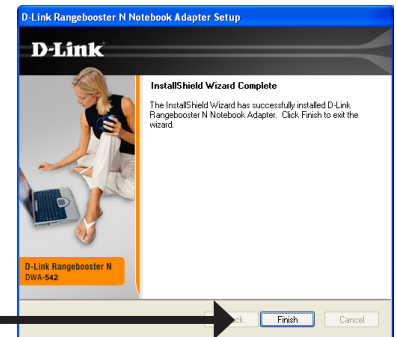 D-Link Rangebooster N Notebook Adapter Setup
D-Link
InstallShield Wizard Complete
The InstallShield Wizard has successfully installed D-Link
Rangebooster N Notebook Adapter. Click Finish to exit the
wizard.
D-Link Rangebooster N
DWA-542
Finish
Cancel